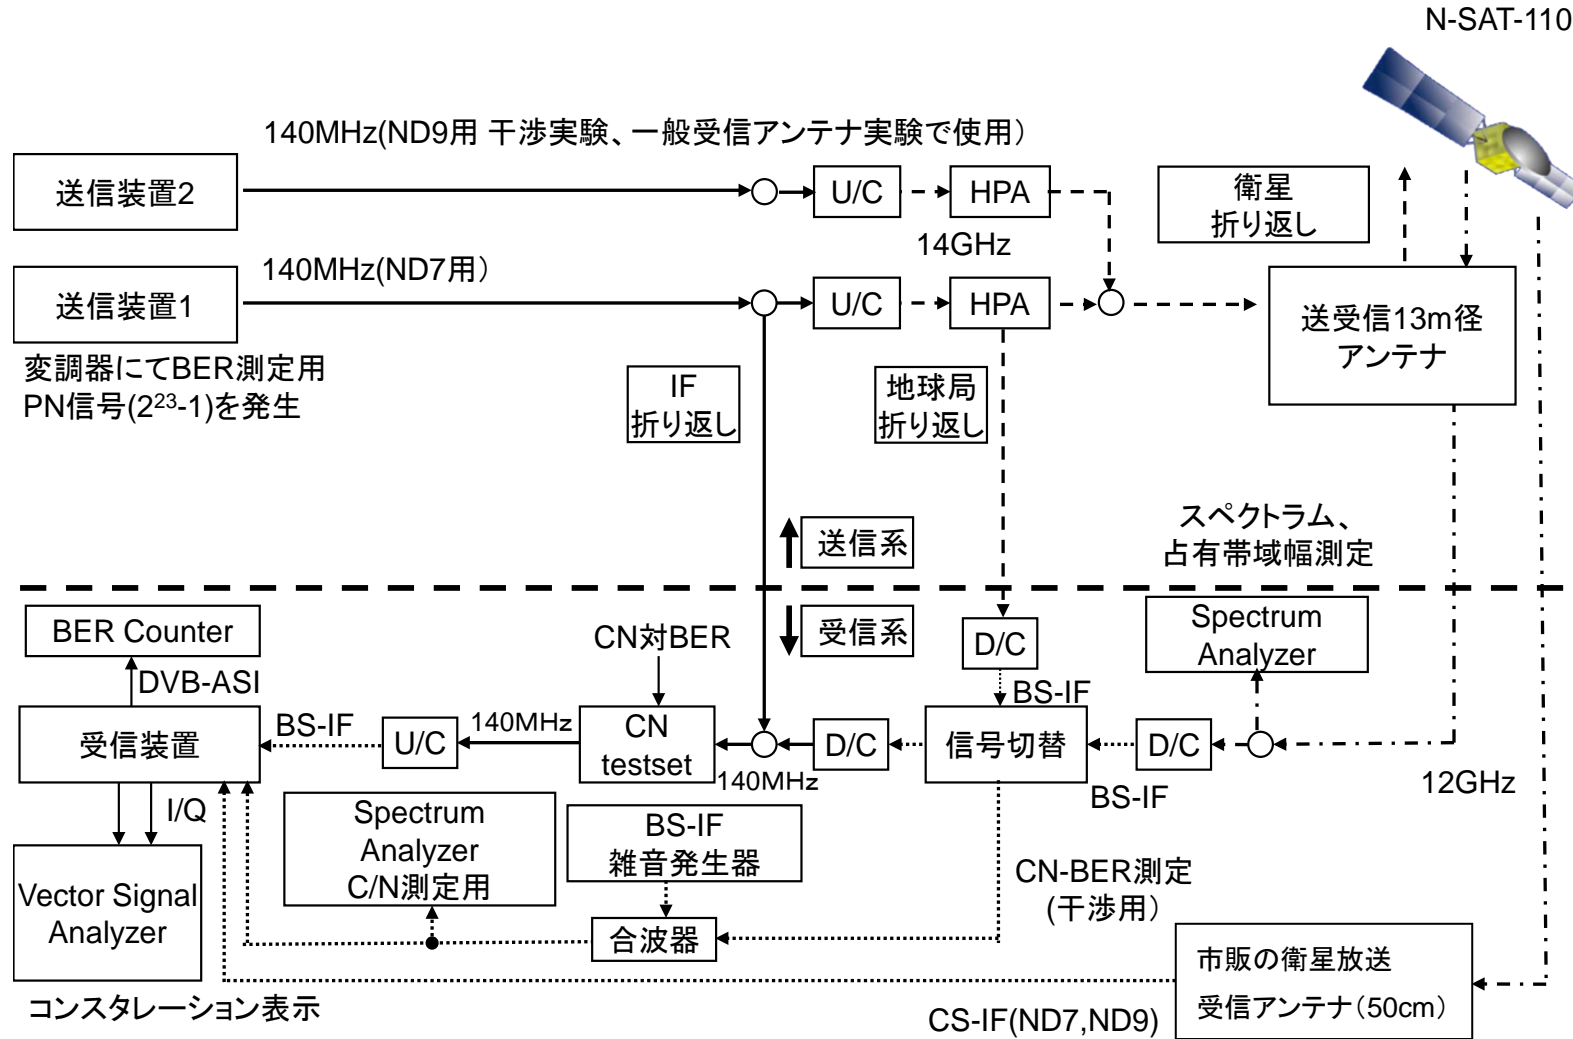 N-SAT-110
140MHz(ND9用 干渉実験、一般受信アンテナ実験で使用）
送信装置2
U/C
HPA
衛星
折り返し
14GHz
140MHz(ND7用）
送信装置1
U/C
HPA
送受信13m径
アンテナ
変調器にてBER測定用
PN信号(2²³-1)を発生
IF
折り返し
地球局
折り返し
送信系
スペクトラム、
占有帯域幅測定
BER Counter
CN対BER
受信系
D/C
Spectrum
Analyzer
DVB-ASI
BS-IF
受信装置
BS-IF
U/C
140MHz
CN
testset
140MHz
D/C
信号切替
D/C
BS-IF
12GHz
I/Q
Spectrum
Analyzer
C/N測定用
BS-IF
雑音発生器
Vector Signal
Analyzer
CN-BER測定
(干渉用）
合波器
市販の衛星放送
受信アンテナ（50cm）
コンスタレーション表示
CS-IF(ND7,ND9)